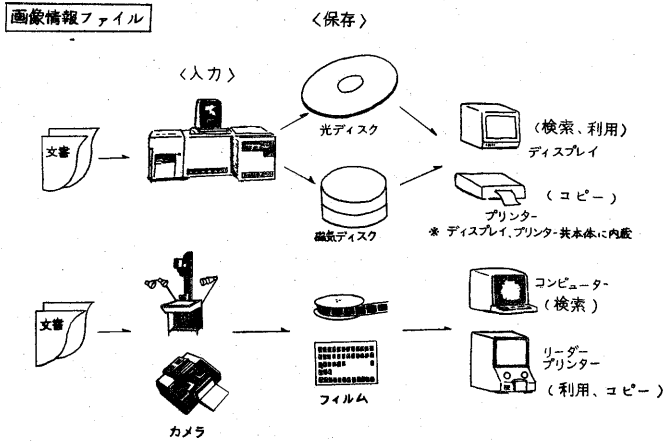 画像情報ファイル
〈保存〉
〈入力〉
文書
光ディスク
磁気ディスク
(検索、利用)
ディスプレイ
(コピー)
プリンター
※ ディスプレイ、プリンター共本体に内蔵
文書
カメラ
フィルム
コンピューター
(検索)
リーダー
プリンター
(利用、コピー)